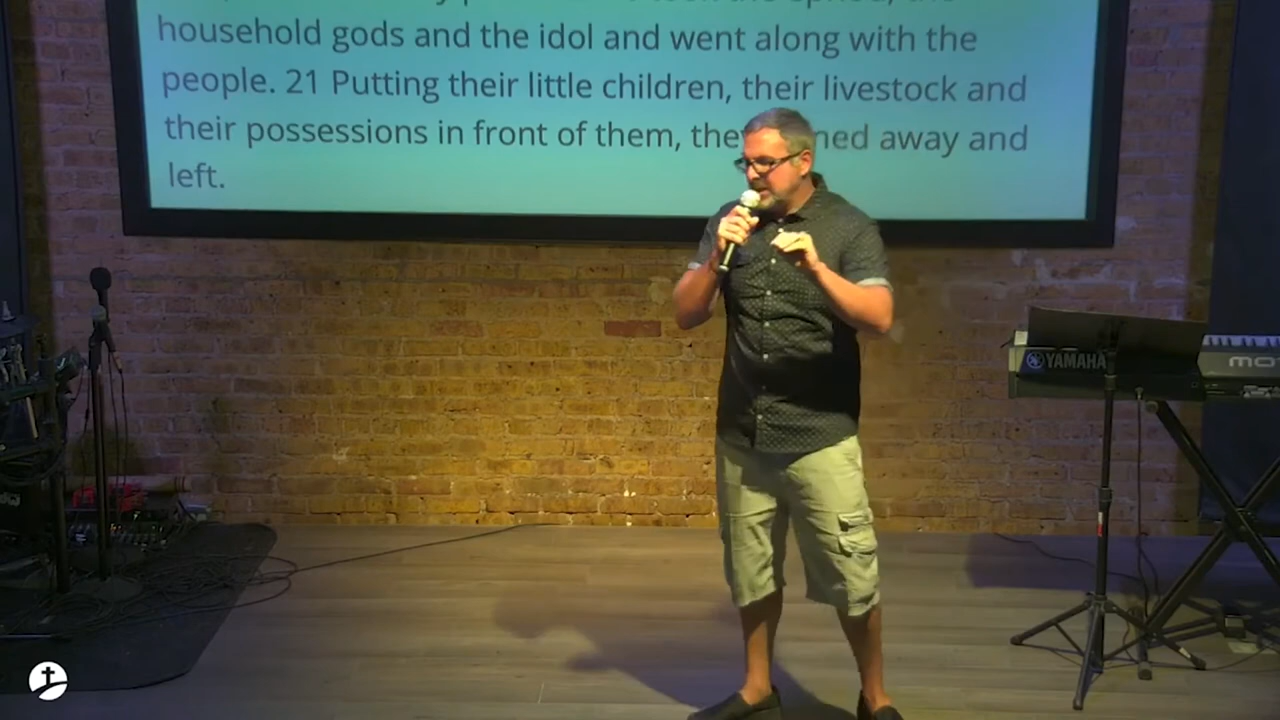 household gods and the idol and went along with the
people. 21 Putting their little children, their livestock and
their possessions in front of them, they ned away and
left.
YAMAHA